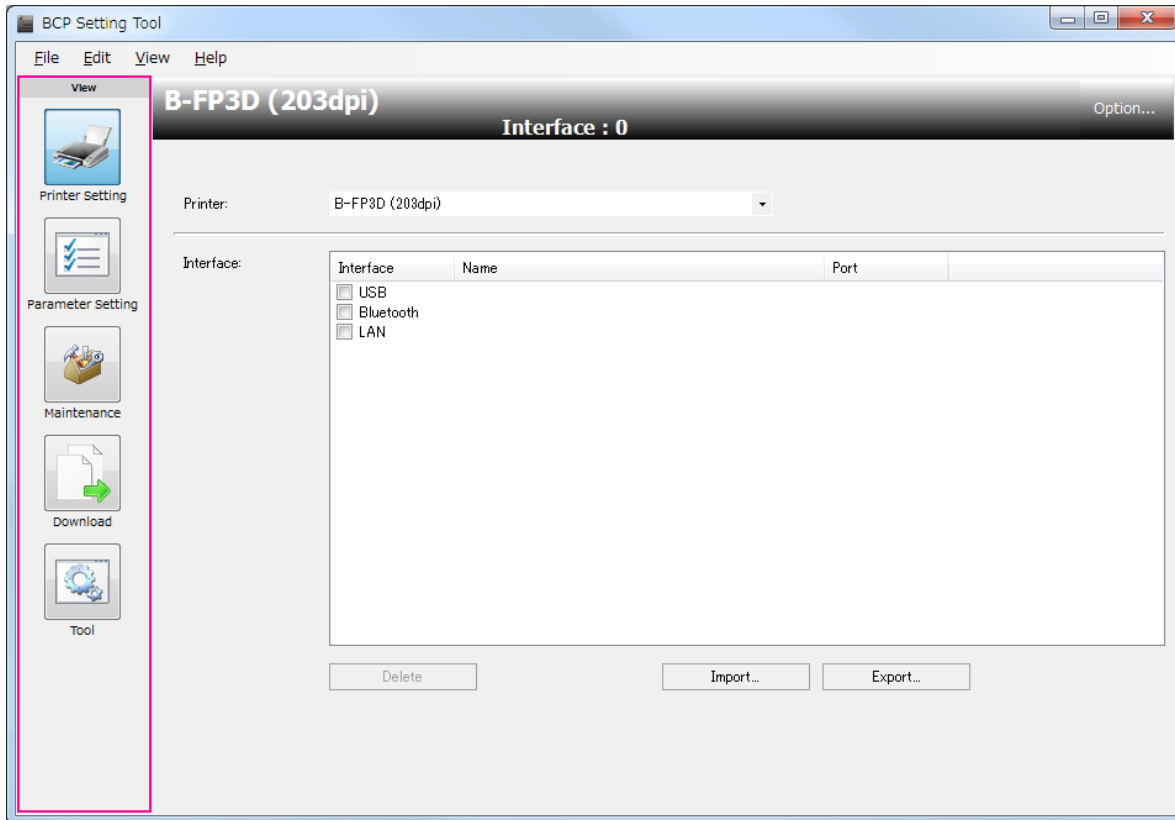 BCP Setting Tool
File Edit View Help
View
Printer Setting
Parameter Setting
Maintenance
Download
Tool
B-FP3D (203dpi)
Interface : 0
Option...
Printer: B-FP3D (203dpi)
Interface:
Interface Name Port
USB
Bluetooth
LAN
Delete Import... Export...